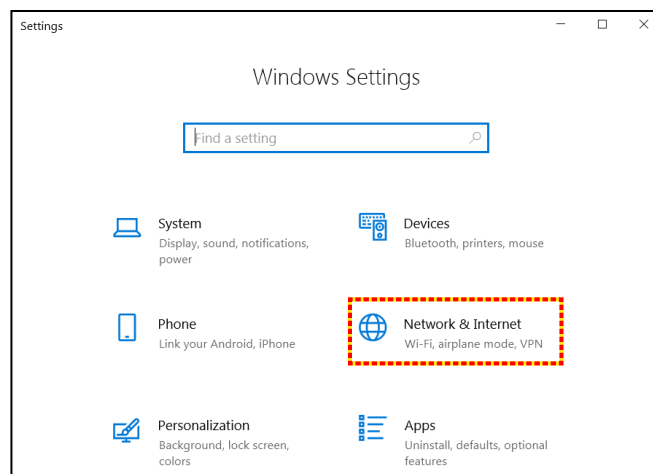 Settings
Windows Settings
Find a setting
System
Display, sound, notifications,
power
Devices
Bluetooth, printers, mouse
Phone
Link your Android, iPhone
Network & Internet
Wi-Fi, airplane mode, VPN
Personalization
Background, lock screen,
colors
Apps
Uninstall, defaults, optional
features